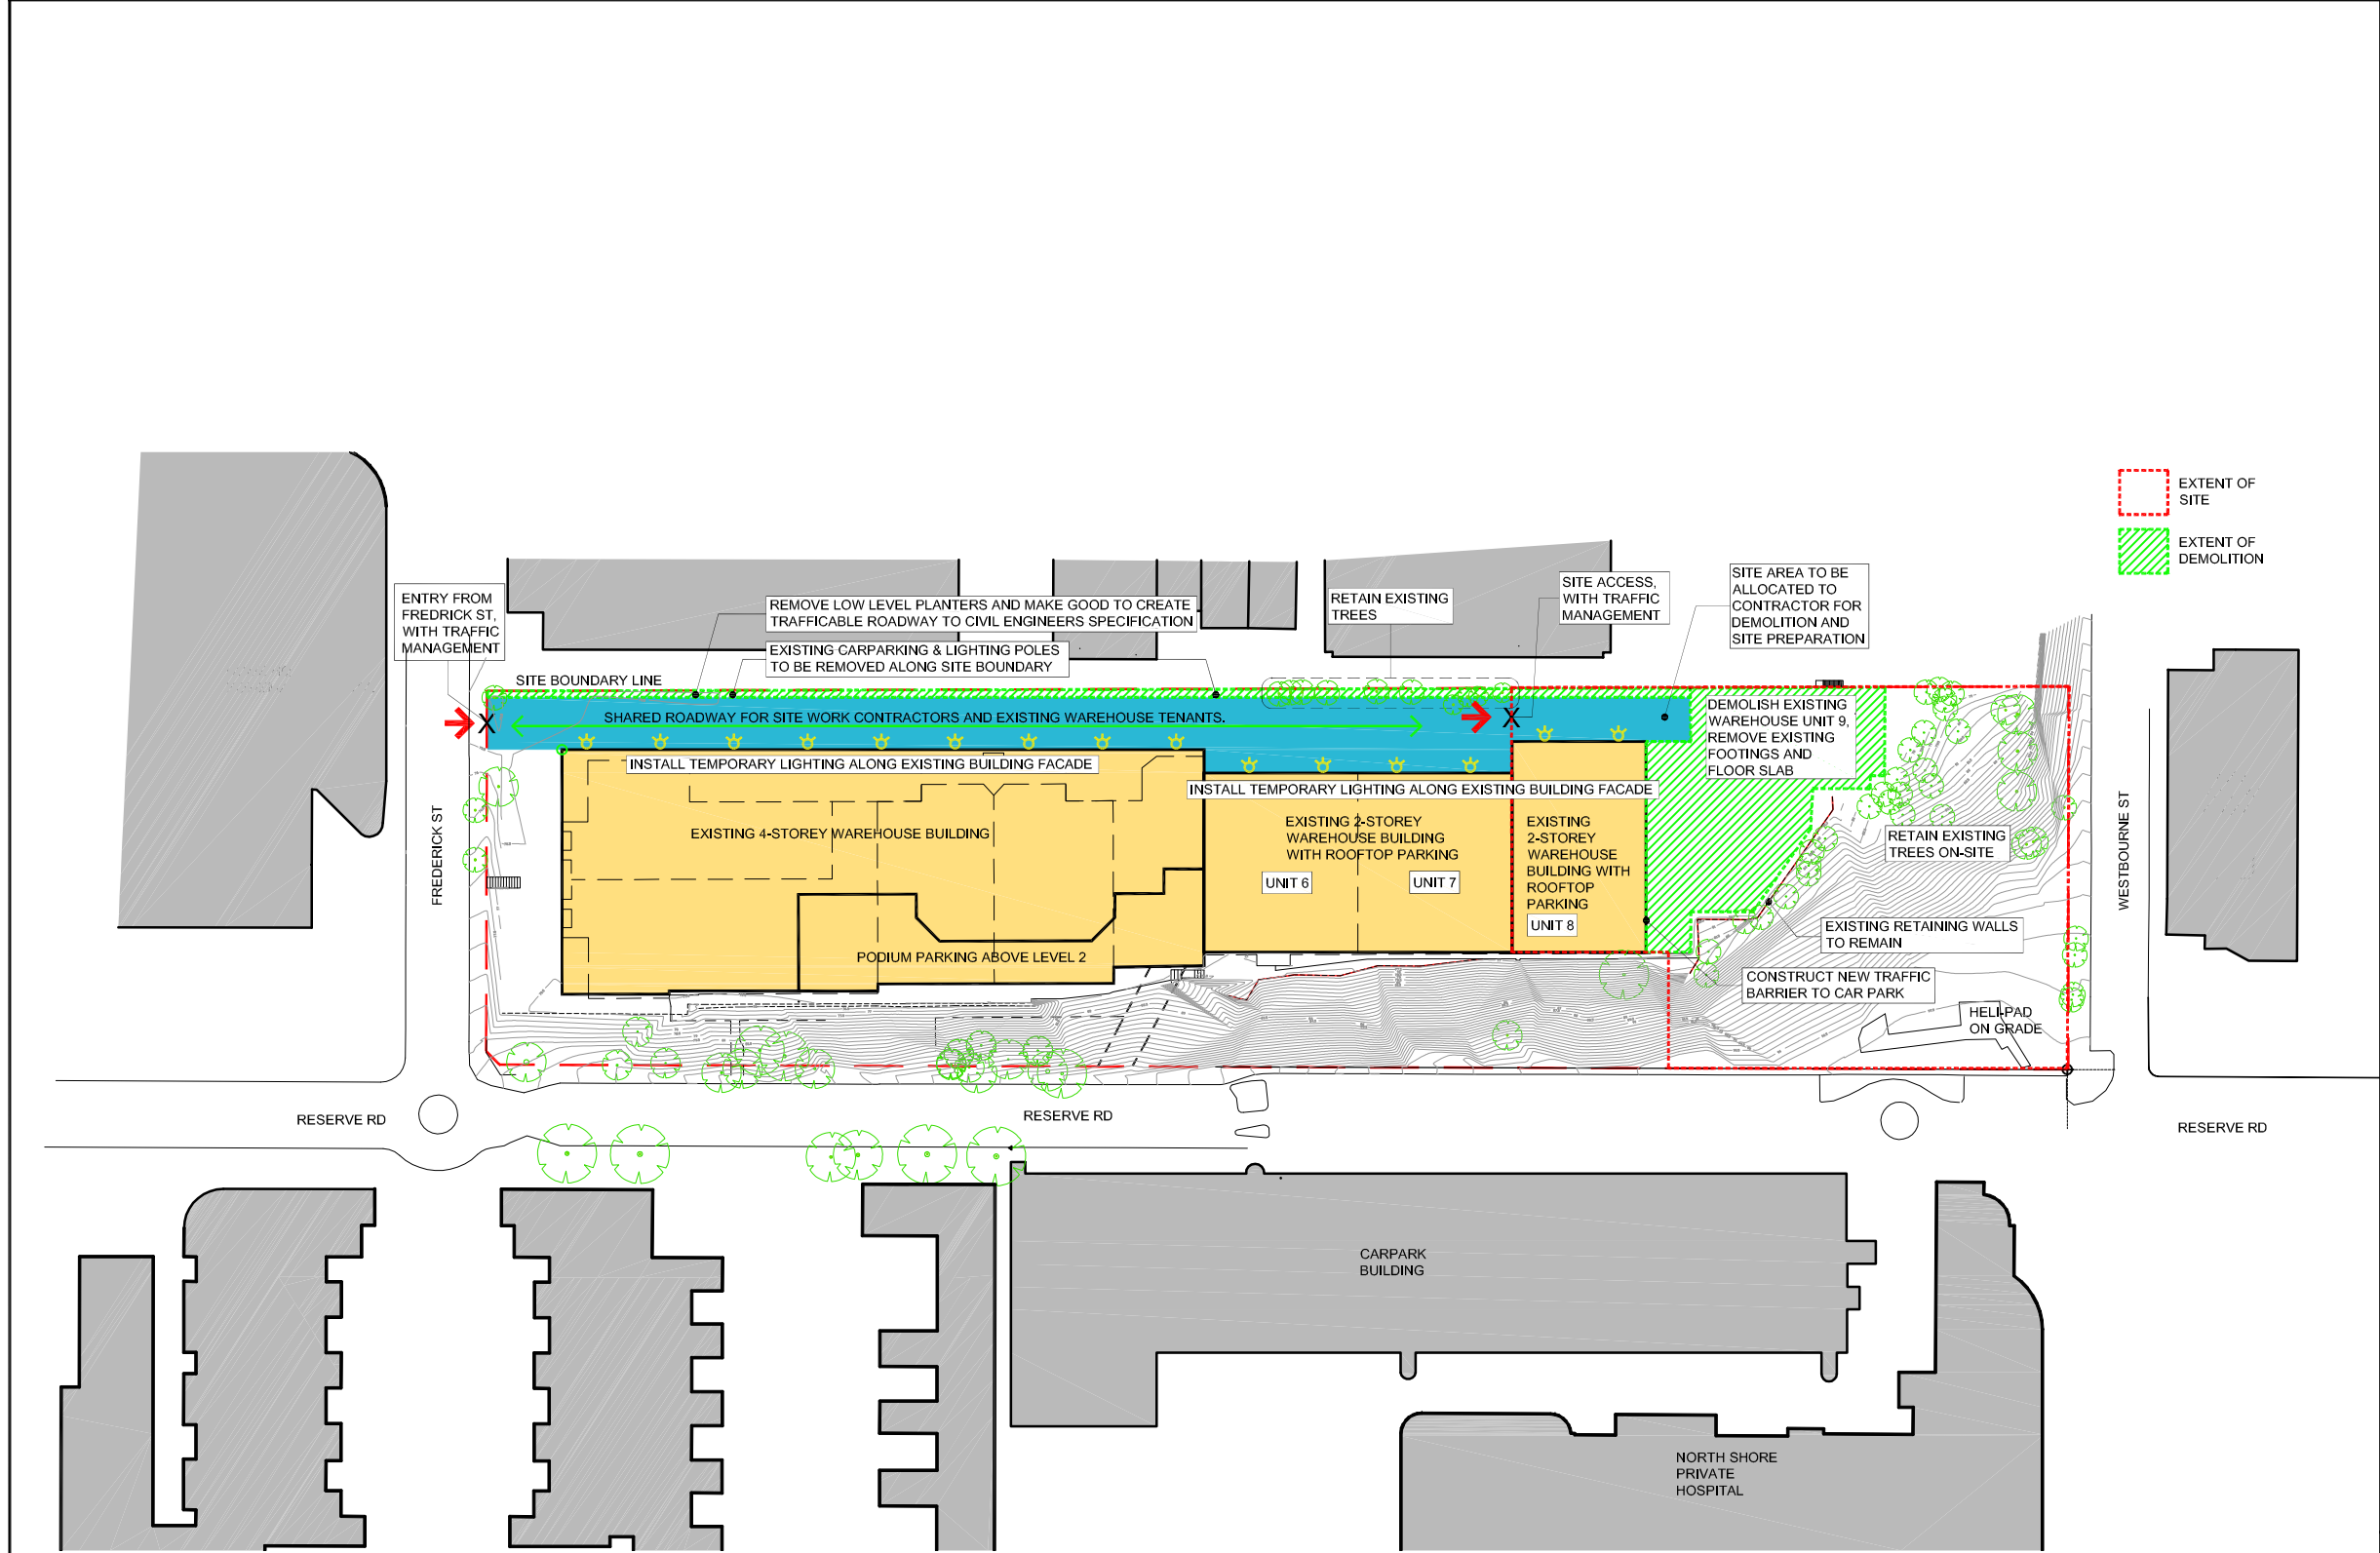 EXTENT OF
SITE
EXTENT OF
DEMOLITION
ENTRY FROM
FREDRICK ST,
WITH TRAFFIC
MANAGEMENT
REMOVE LOW LEVEL PLANTERS AND MAKE GOOD TO CREATE
TRAFFICABLE ROADWAY TO CIVIL ENGINEERS SPECIFICATION
EXISTING CARPARKING & LIGHTING POLES
TO BE REMOVED ALONG SITE BOUNDARY
RETAIN EXISTING
TREES
SITE ACCESS,
WITH TRAFFIC
MANAGEMENT
SITE AREA TO BE
ALLOCATED TO
CONTRACTOR FOR
DEMOLITION AND
SITE PREPARATION
SITE BOUNDARY LINE
SHARED ROADWAY FOR SITE WORK CONTRACTORS AND EXISTING WAREHOUSE TENANTS.
X
X
DEMOLISH EXISTING
WAREHOUSE UNIT 9,
REMOVE EXISTING
FOOTINGS AND
FLOOR SLAB
INSTALL TEMPORARY LIGHTING ALONG EXISTING BUILDING FACADE
INSTALL TEMPORARY LIGHTING ALONG EXISTING BUILDING FACADE
EXISTING 4-STOREY WAREHOUSE BUILDING
EXISTING 2-STOREY
WAREHOUSE BUILDING
WITH ROOFTOP PARKING
UNIT 6
UNIT 7
EXISTING
2-STOREY
WAREHOUSE
BUILDING WITH
ROOFTOP
PARKING
UNIT 8
RETAIN EXISTING
TREES ON-SITE
FREDERICK ST
WESTBOURNE ST
EXISTING RETAINING WALLS
TO REMAIN
PODIUM PARKING ABOVE LEVEL 2
CONSTRUCT NEW TRAFFIC
BARRIER TO CAR PARK
HELI-PAD
ON GRADE
RESERVE RD
RESERVE RD
RESERVE RD
CARPARK
BUILDING
NORTH SHORE
PRIVATE
HOSPITAL